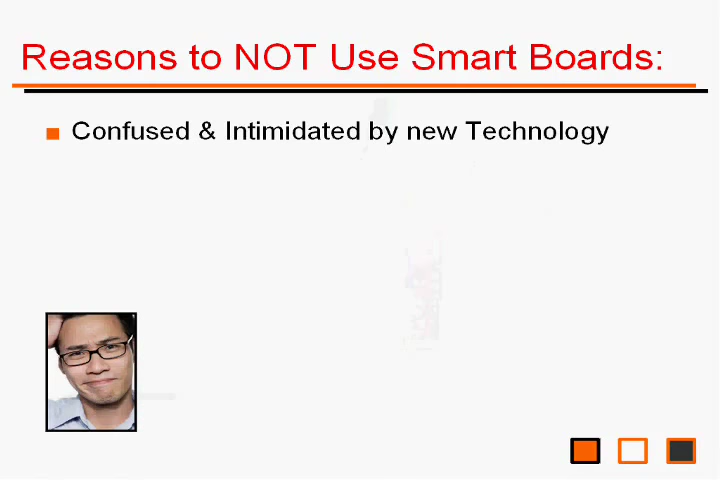 Reasons to NOT Use Smart Boards:
Confused & Intimidated by new Technology